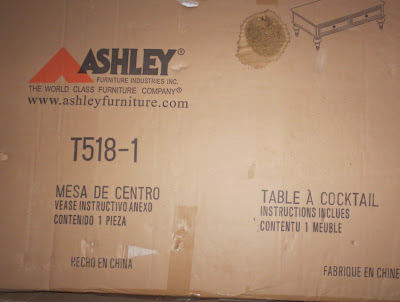 ASHLEY®
FURNITURE INDUSTRIES INC.
THE WORLD CLASS FURNITURE COMPANY®
www.ashleyfurniture.com
T518-1
MESA DE CENTRO
VEASE INSTRUCTIVO ANEXO
CONTENIDO 1 PIEZA
HECHO EN CHINA
TABLE À COCKTAIL
INSTRUCTIONS INCLUES
CONTENTU 1 MEUBLE
FABRIQUE EN CHINE